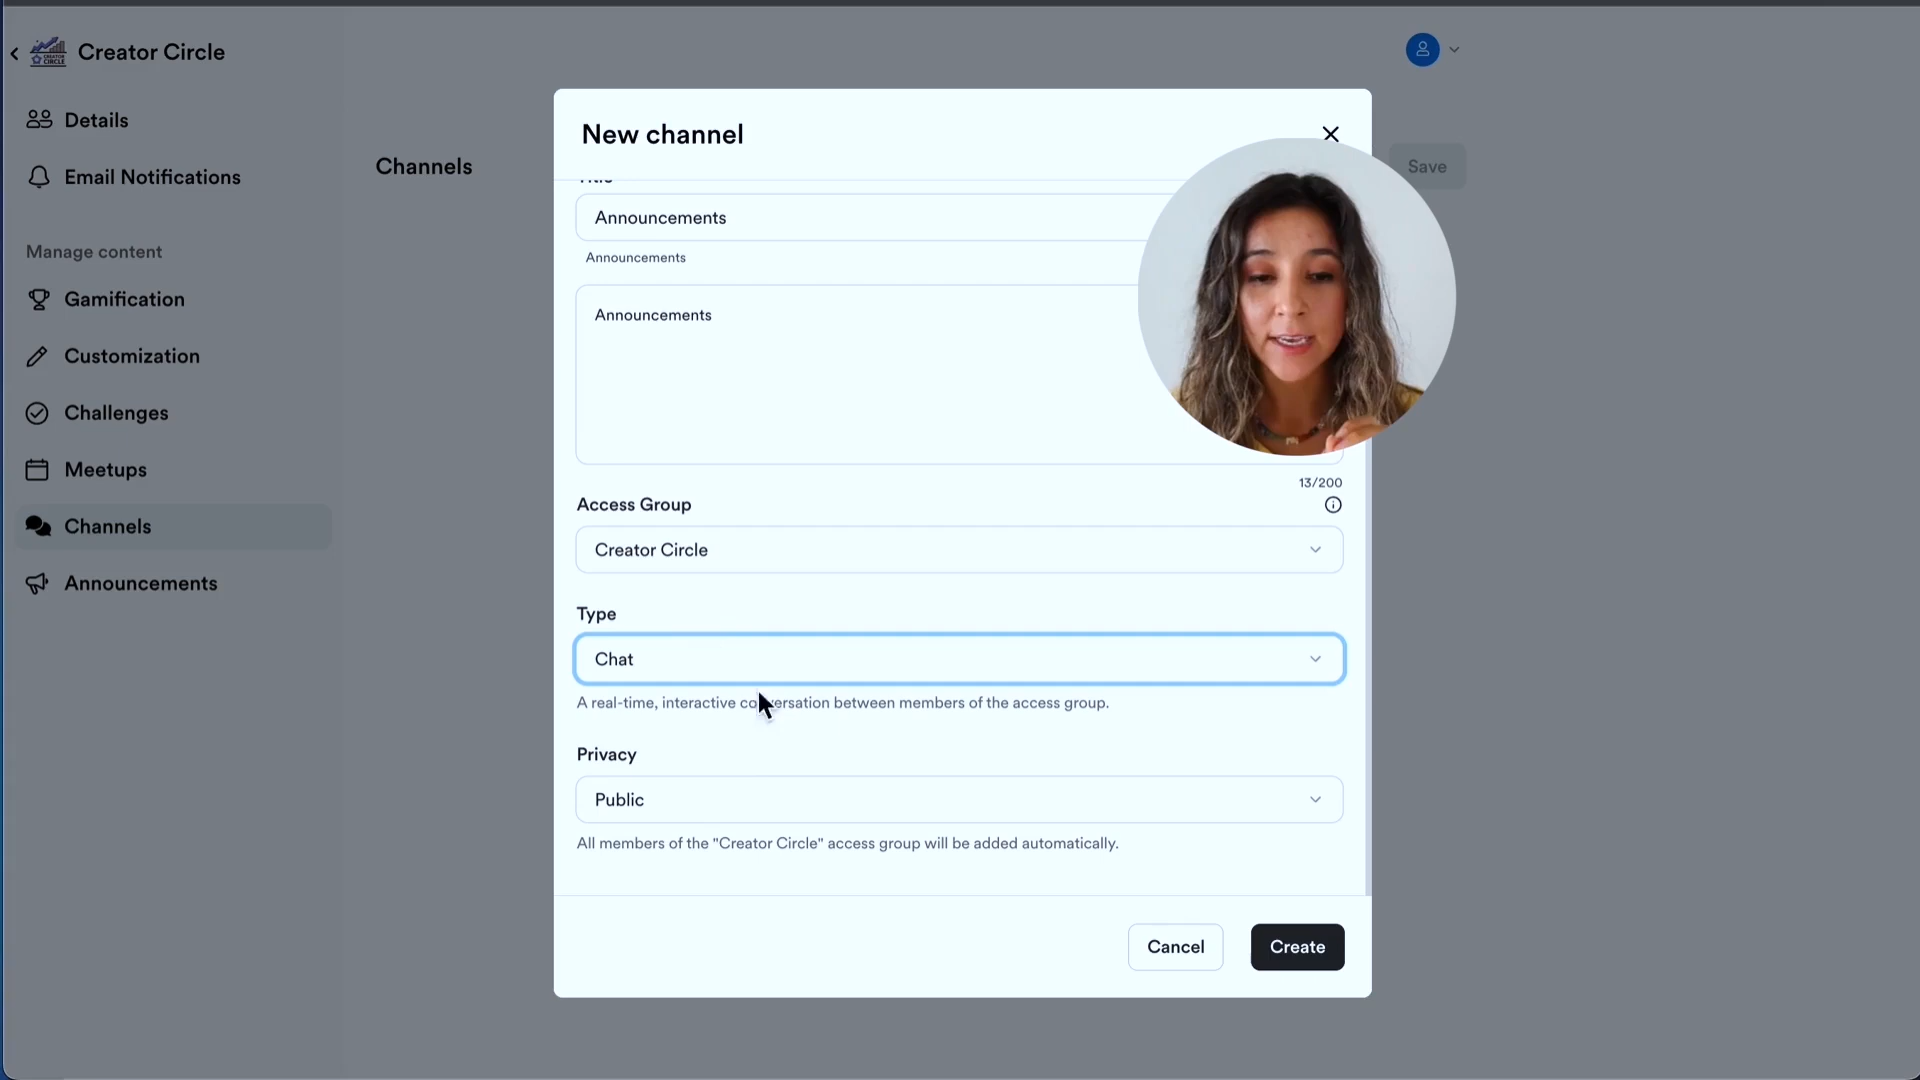 Creator Circle
Details
Email Notifications
Manage content
Gamification
Customization
Challenges
Meetups
Channels
Announcements
Channels
Save
New channel
Announcements
Announcements
Announcements
13/200
Access Group
Creator Circle
Type
Chat
A real-time, interactive conversation between members of the access group.
Privacy
Public
All members of the "Creator Circle" access group will be added automatically.
Cancel
Create